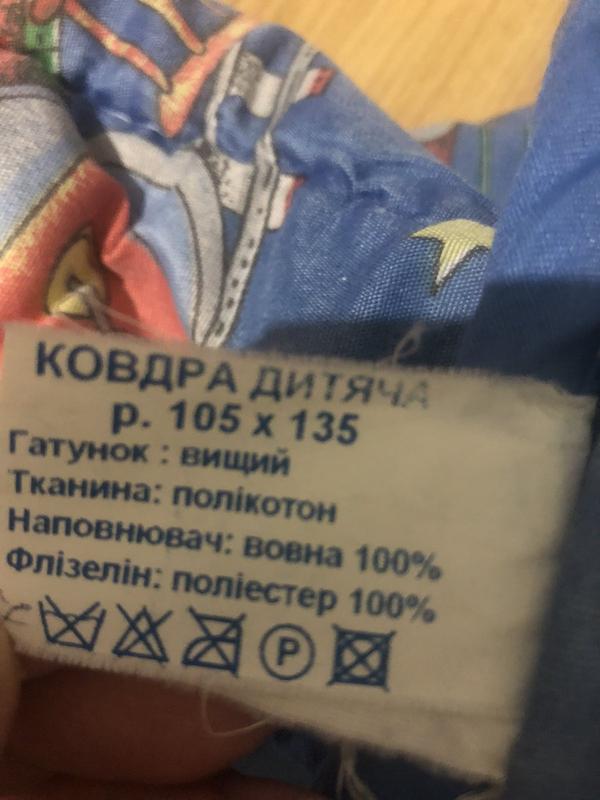 КОВДРА ДИТЯЧА
р. 105 х 135
Гатунок : вищий
Тканина: полікотон
Наповнювач: вовна 100%
Флізелін: поліестер 100%
P